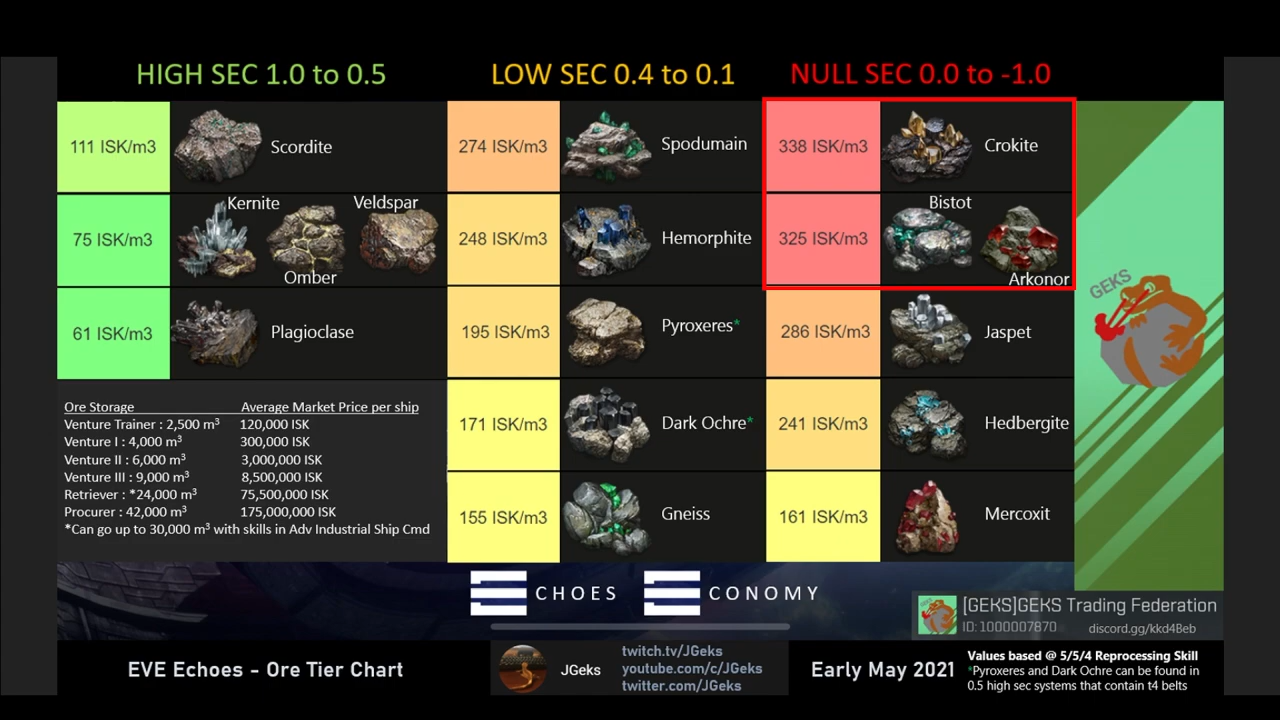 HIGH SEC 1.0 to 0.5
LOW SEC 0.4 to 0.1
NULL SEC 0.0 to -1.0
111 ISK/m3
Scordite
274 ISK/m3
Spodumain
338 ISK/m3
Crokite
75 ISK/m3
Kernite
Veldspar
Omber
248 ISK/m3
Hemorphite
325 ISK/m3
Bistot
Arkonor
61 ISK/m3
Plagioclase
195 ISK/m3
Pyroxeres*
286 ISK/m3
Jaspet
171 ISK/m3
Dark Ochre*
241 ISK/m3
Hedbergite
155 ISK/m3
Gneiss
161 ISK/m3
Mercoxit
GEKS
Ore Storage Average Market Price per ship
Venture Trainer : 2,500 m³ 120,000 ISK
Venture I : 4,000 m³ 300,000 ISK
Venture II : 6,000 m³ 3,000,000 ISK
Venture III : 9,000 m³ 8,500,000 ISK
Retriever : *24,000 m³ 75,500,000 ISK
Procurer : 42,000 m³ 175,000,000 ISK
*Can go up to 30,000 m³ with skills in Adv Industrial Ship Cmd
ECHOES ECONOMY
[GEKS]GEKS Trading Federation
ID: 1000007870 discord.gg/kkd4Beb
EVE Echoes - Ore Tier Chart
JGeks
twitch.tv/JGeks
youtube.com/c/JGeks
twitter.com/JGeks
Early May 2021
Values based @ 5/5/4 Reprocessing Skill
*Pyroxeres and Dark Ochre can be found in
0.5 high sec systems that contain t4 belts